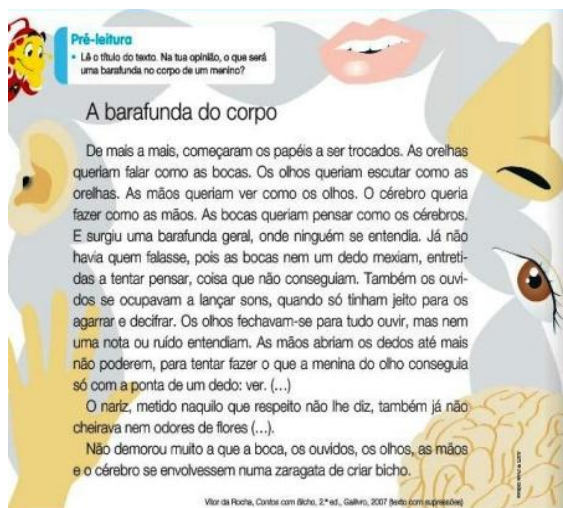 Pré-leitura
• Lê o título do texto. Na tua opinião, o que será
uma barafunda no corpo de um menino?
A barafunda do corpo
De mais a mais, começaram os papéis a ser trocados. As orelhas
queriam falar como as bocas. Os olhos queriam escutar como as
orelhas. As mãos queriam ver como os olhos. O cérebro queria
fazer como as mãos. As bocas queriam pensar como os cérebros.
E surgiu uma barafunda geral, onde ninguém se entendia. Já não
havia quem falasse, pois as bocas nem um dedo mexiam, entreti-
das a tentar pensar, coisa que não conseguiam. Também os ouvi-
dos se ocupavam a lançar sons, quando só tinham jeito para os
agarrar e decifrar. Os olhos fechavam-se para tudo ouvir, mas nem
uma nota ou ruído entendiam. As mãos abriam os dedos até mais
não poderem, para tentar fazer o que a menina do olho conseguia
só com a ponta de um dedo: ver. (...)
O nariz, metido naquilo que respeito não lhe diz, também já não
cheirava nem odores de flores (...).
Não demorou muito a que a boca, os ouvidos, os olhos, as mãos
e o cérebro se envolvessem numa zaragata de criar bicho.
Vítor da Rocha, Contos com Bicho, 2.ª ed., Gailivro, 2007 (texto com supressões)